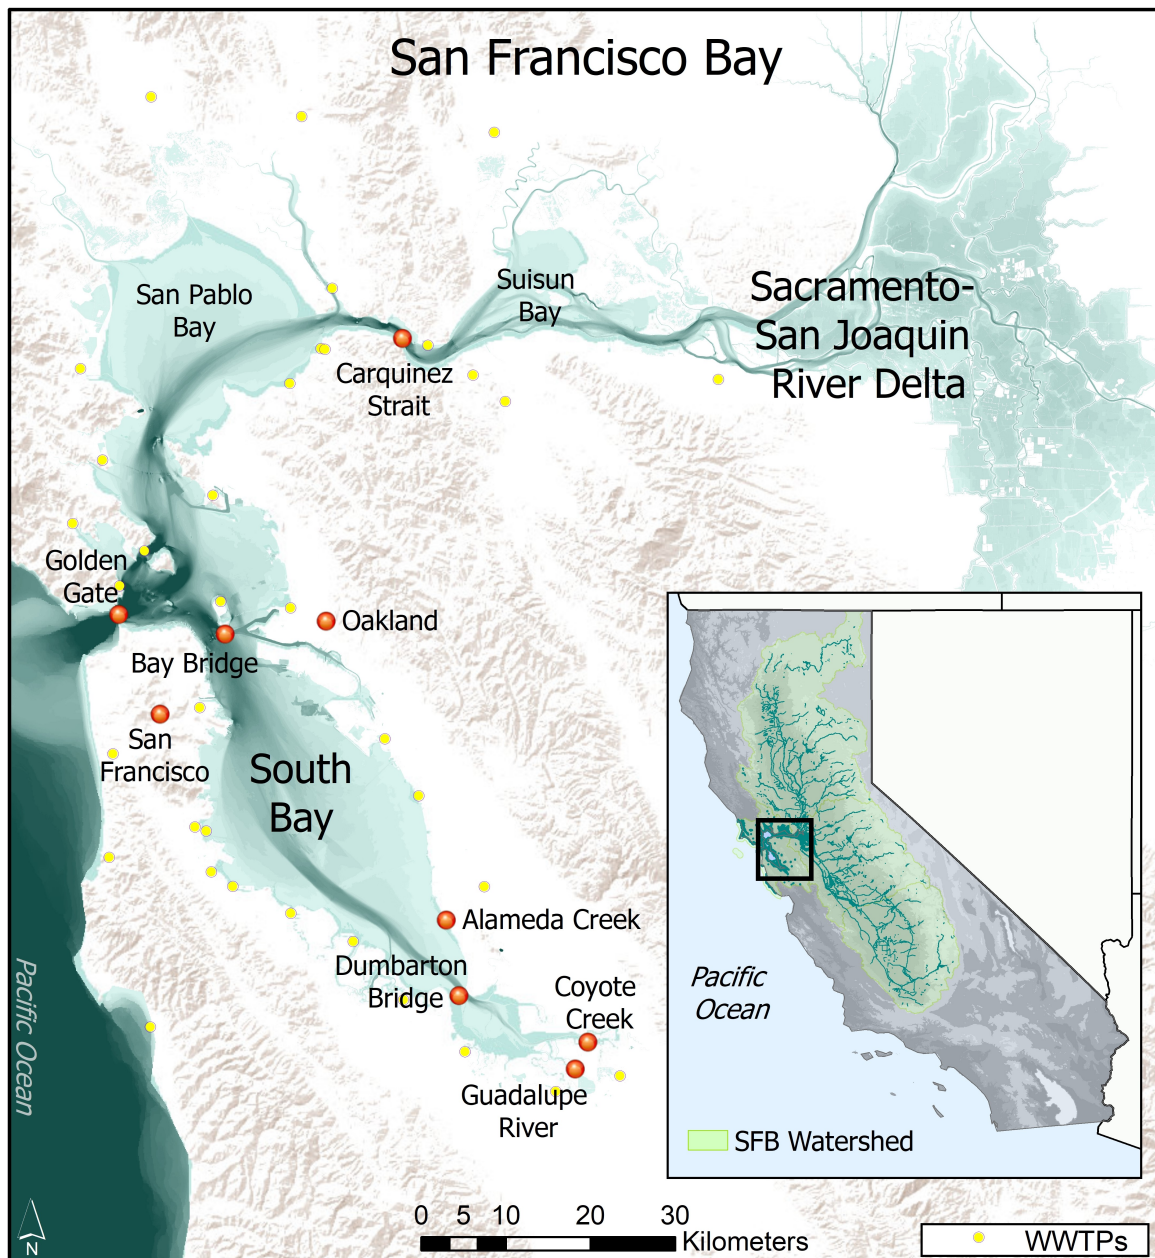 San Francisco Bay
San Pablo
Bay
Suisun
Bay
Sacramento-
San Joaquin
River Delta
Carquinez
Strait
Golden
Gate
Oakland
Bay Bridge
San
Francisco
South
Bay
Alameda Creek
Dumbarton
Bridge
Coyote
Creek
Guadalupe
River
Pacific Ocean
Pacific
Ocean
SFB Watershed
N
0 5 10 20 30
Kilometers
WWTPs